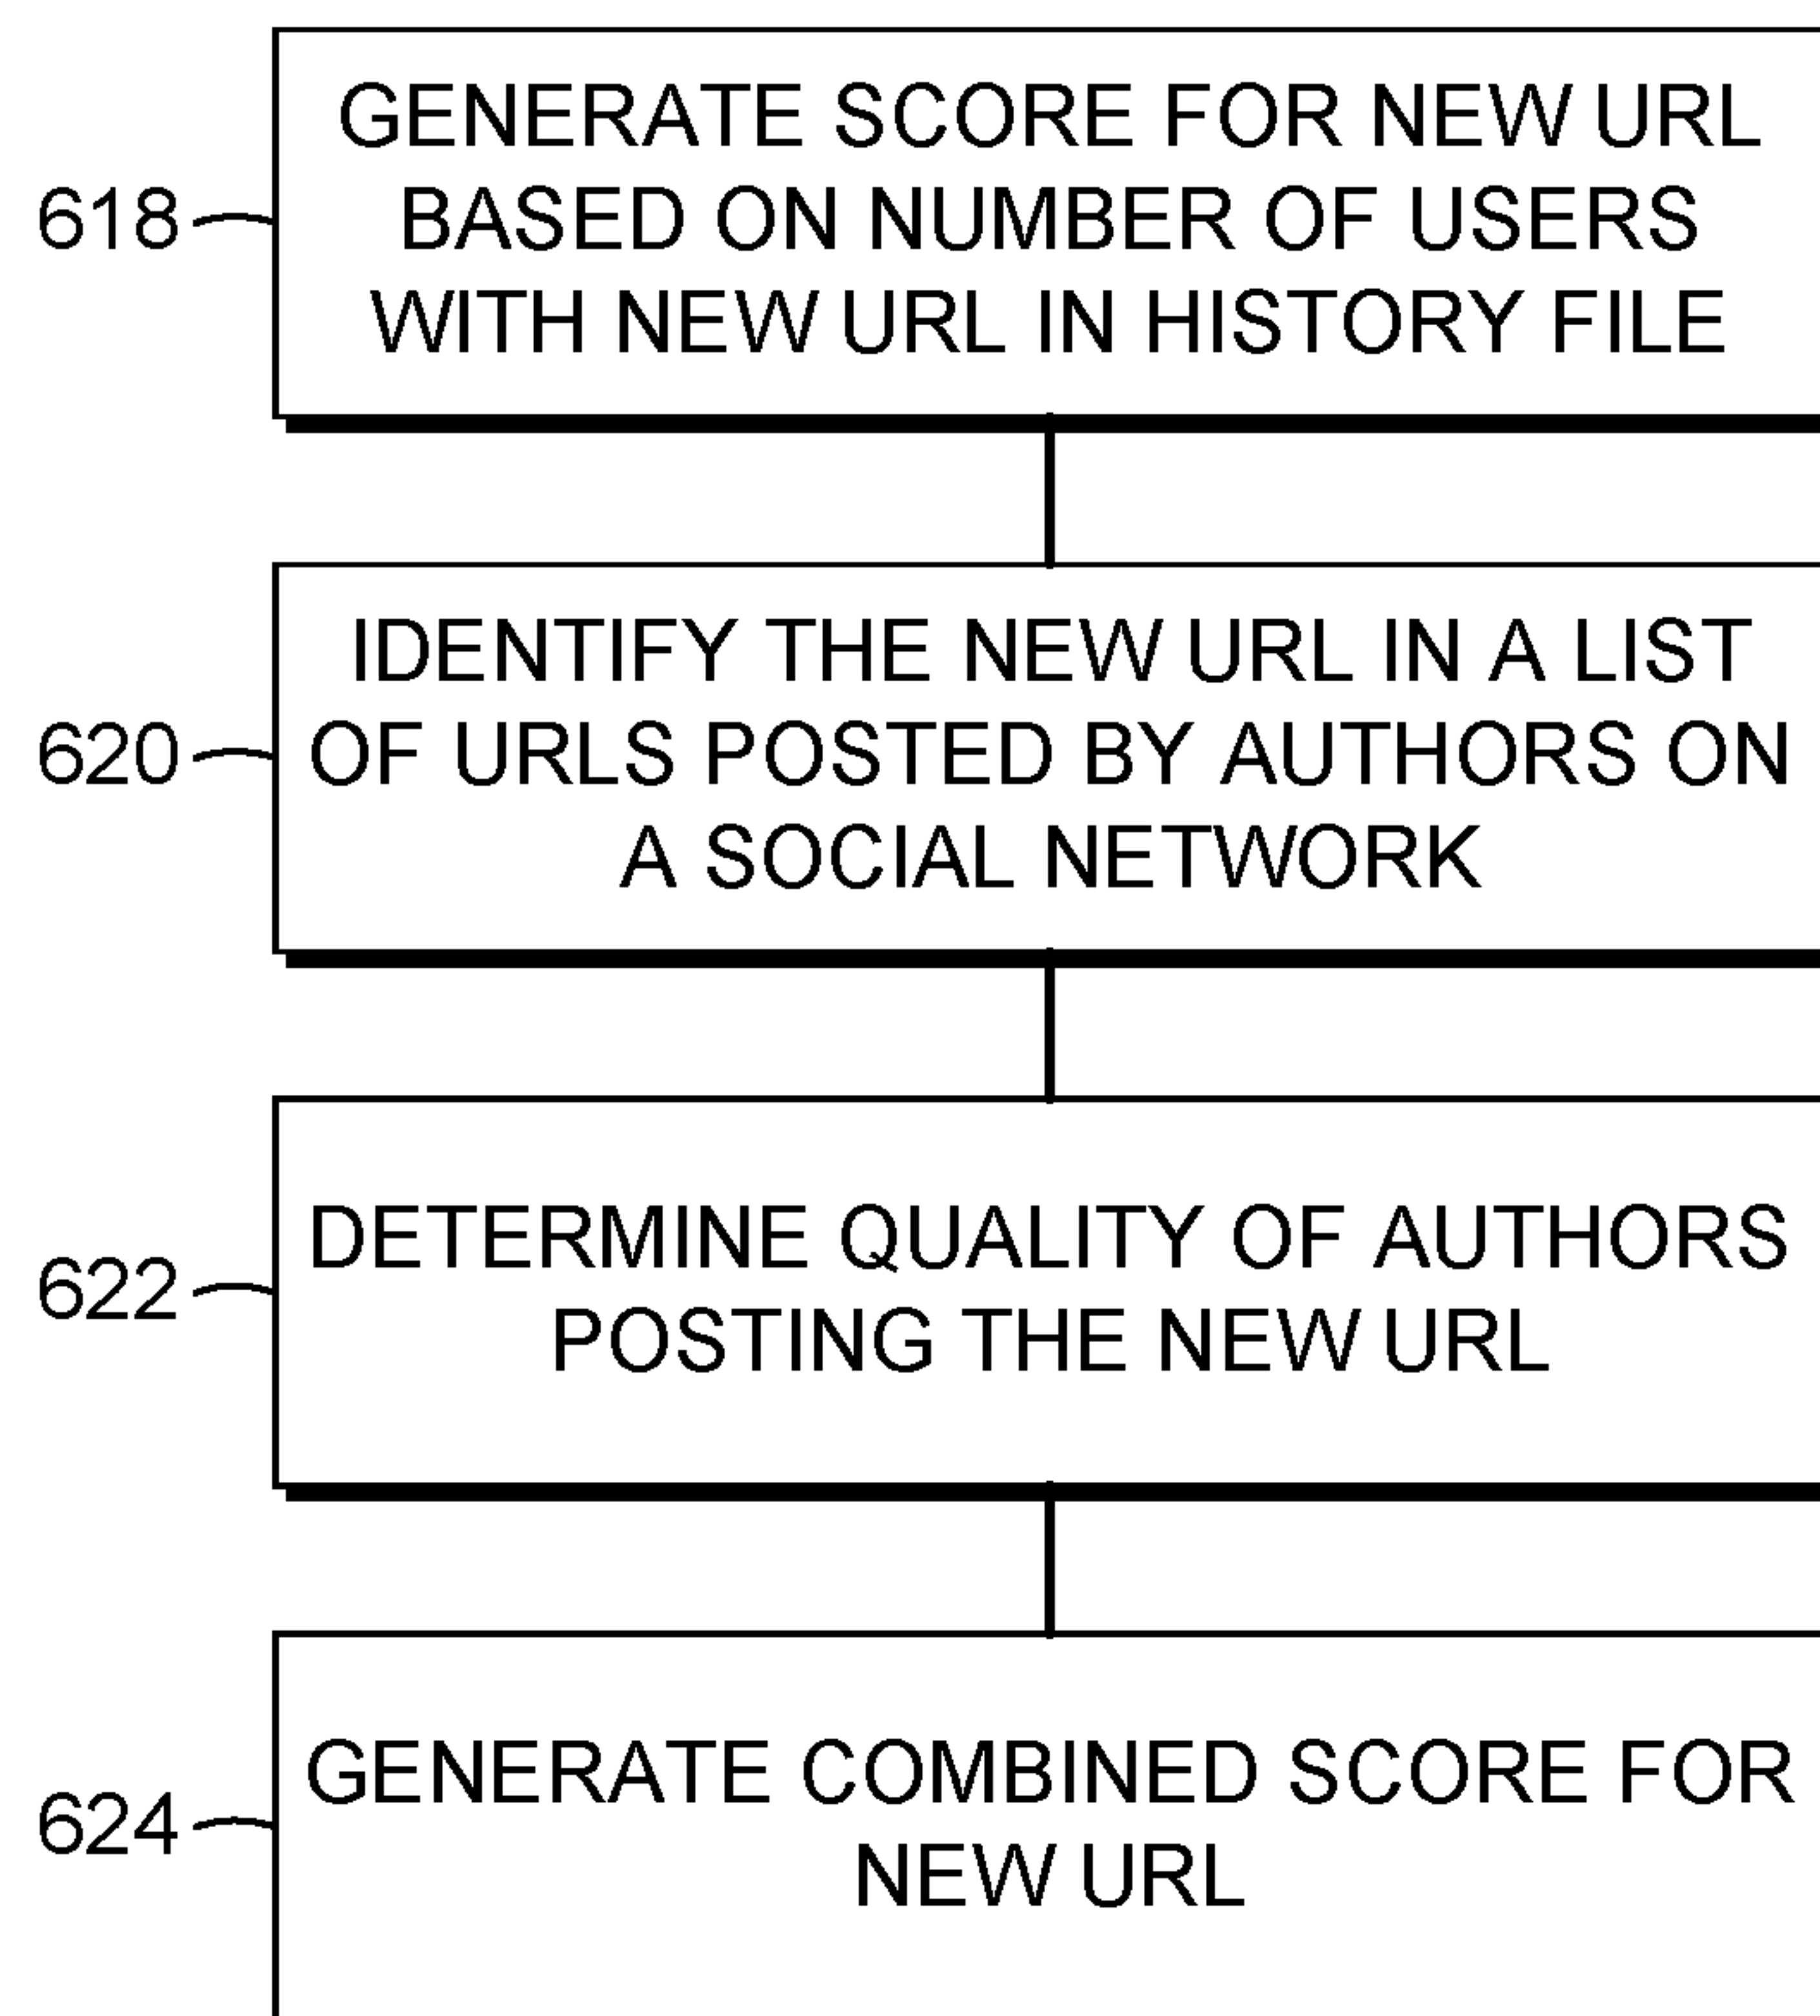 GENERATE SCORE FOR NEW URL
618 BASED ON NUMBER OF USERS
WITH NEW URL IN HISTORY FILE
IDENTIFY THE NEW URL IN A LIST
620 OF URLS POSTED BY AUTHORS ON
A SOCIAL NETWORK
622 DETERMINE QUALITY OF AUTHORS
POSTING THE NEW URL
624 GENERATE COMBINED SCORE FOR
NEW URL